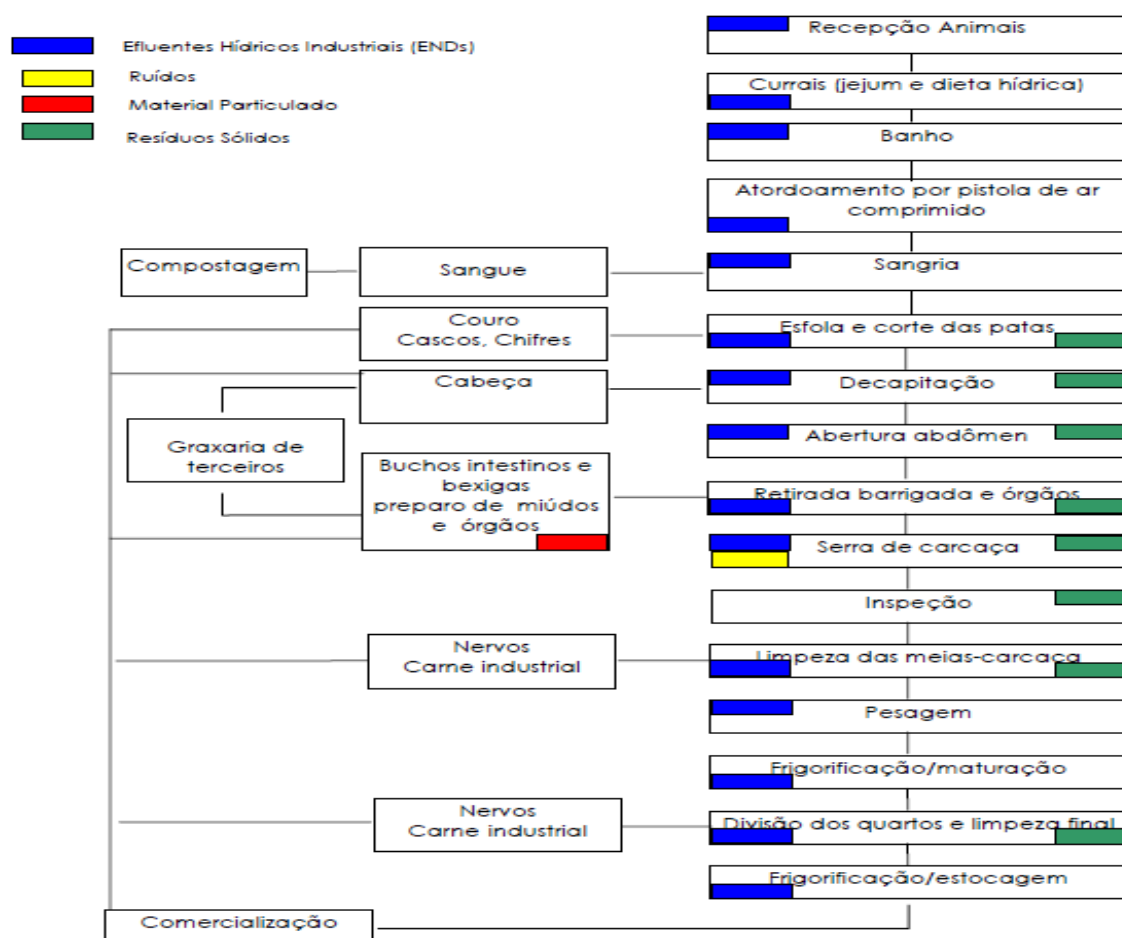 Efluentes Hídricos Industriais (ENDs)
Ruídos
Material Particulado
Resíduos Sólidos
Recepção Animais
Currais (jejum e dieta hídrica)
Banho
Atordoamento por pistola de ar
comprimido
Compostagem
Sangue
Sangria
Couro
Cascos, Chifres
Esfola e corte das patas
Cabeça
Decapitação
Graxaria de
terceiros
Abertura abdômen
Buchos intestinos e
bexigas
preparo de miúdos
e órgãos
Retirada barrigada e órgãos
Serra de carcaça
Inspeção
Nervos
Carne industrial
Limpeza das meias-carcaça
Pesagem
Frigorificação/maturação
Nervos
Carne industrial
Divisão dos quartos e limpeza final
Frigorificação/estocagem
Comercialização